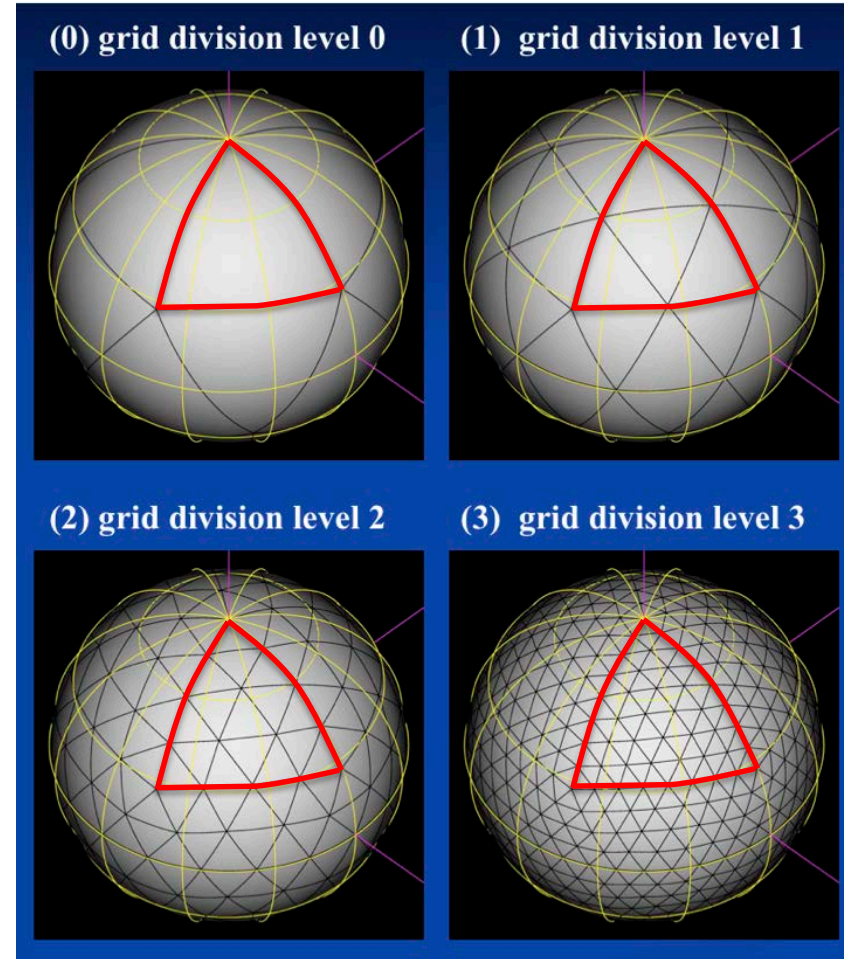 (0) grid division level 0
(1) grid division level 1
(2) grid division level 2
(3) grid division level 3